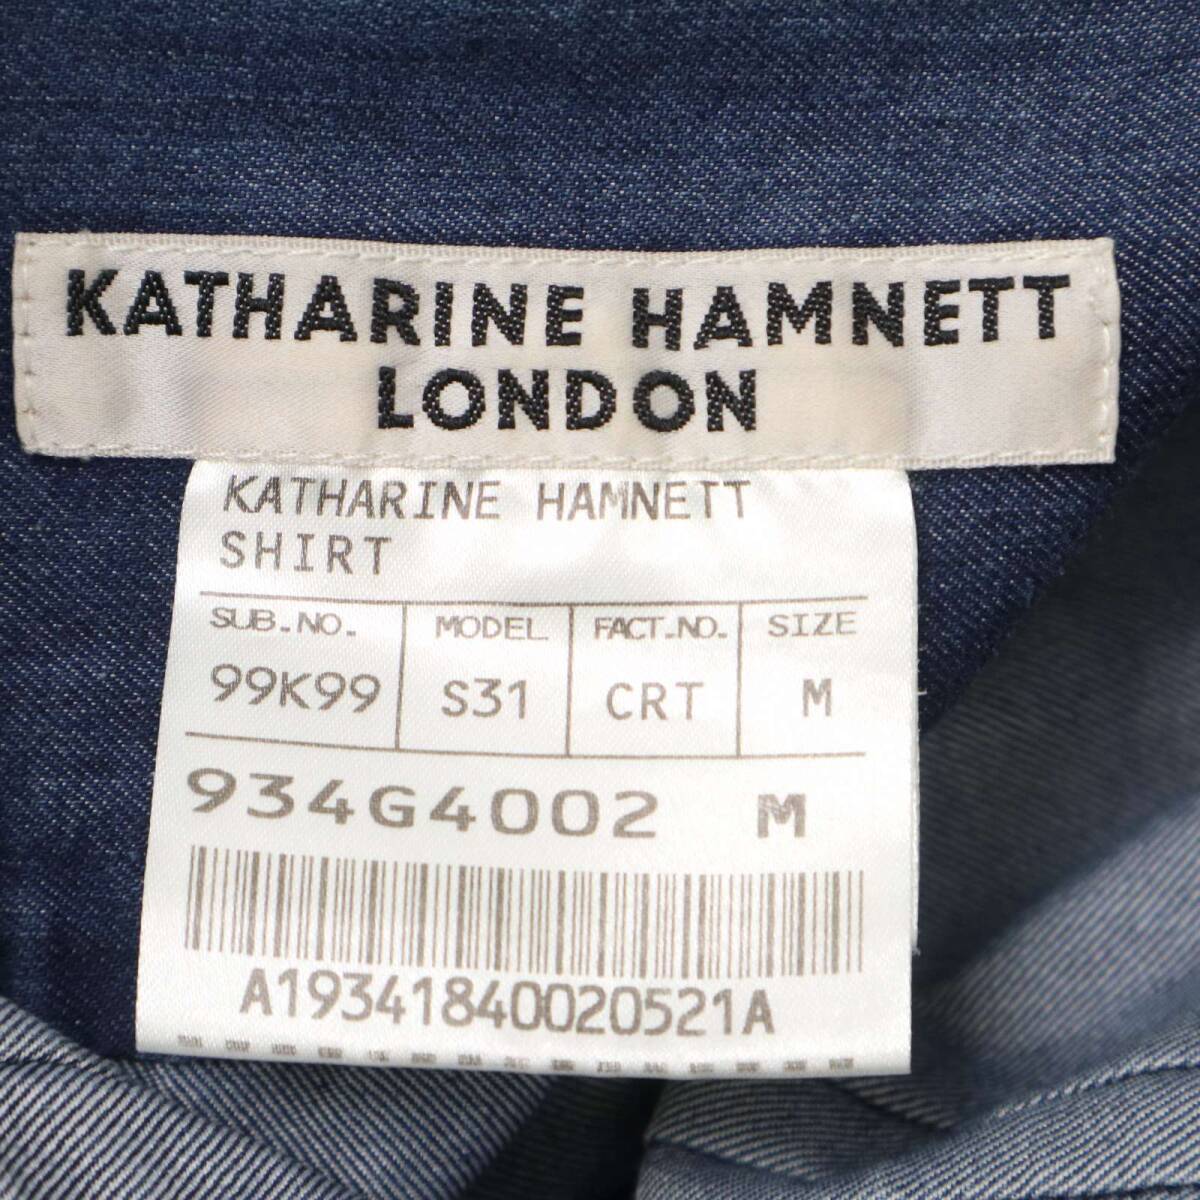 KATHARINE HAMNETT
LONDON
KATHARINE HAMNETT
SHIRT
SUB.NO. MODEL FACT.NO. SIZE
99K99 S31 CRT M
934G4002 M
A19341840020521A